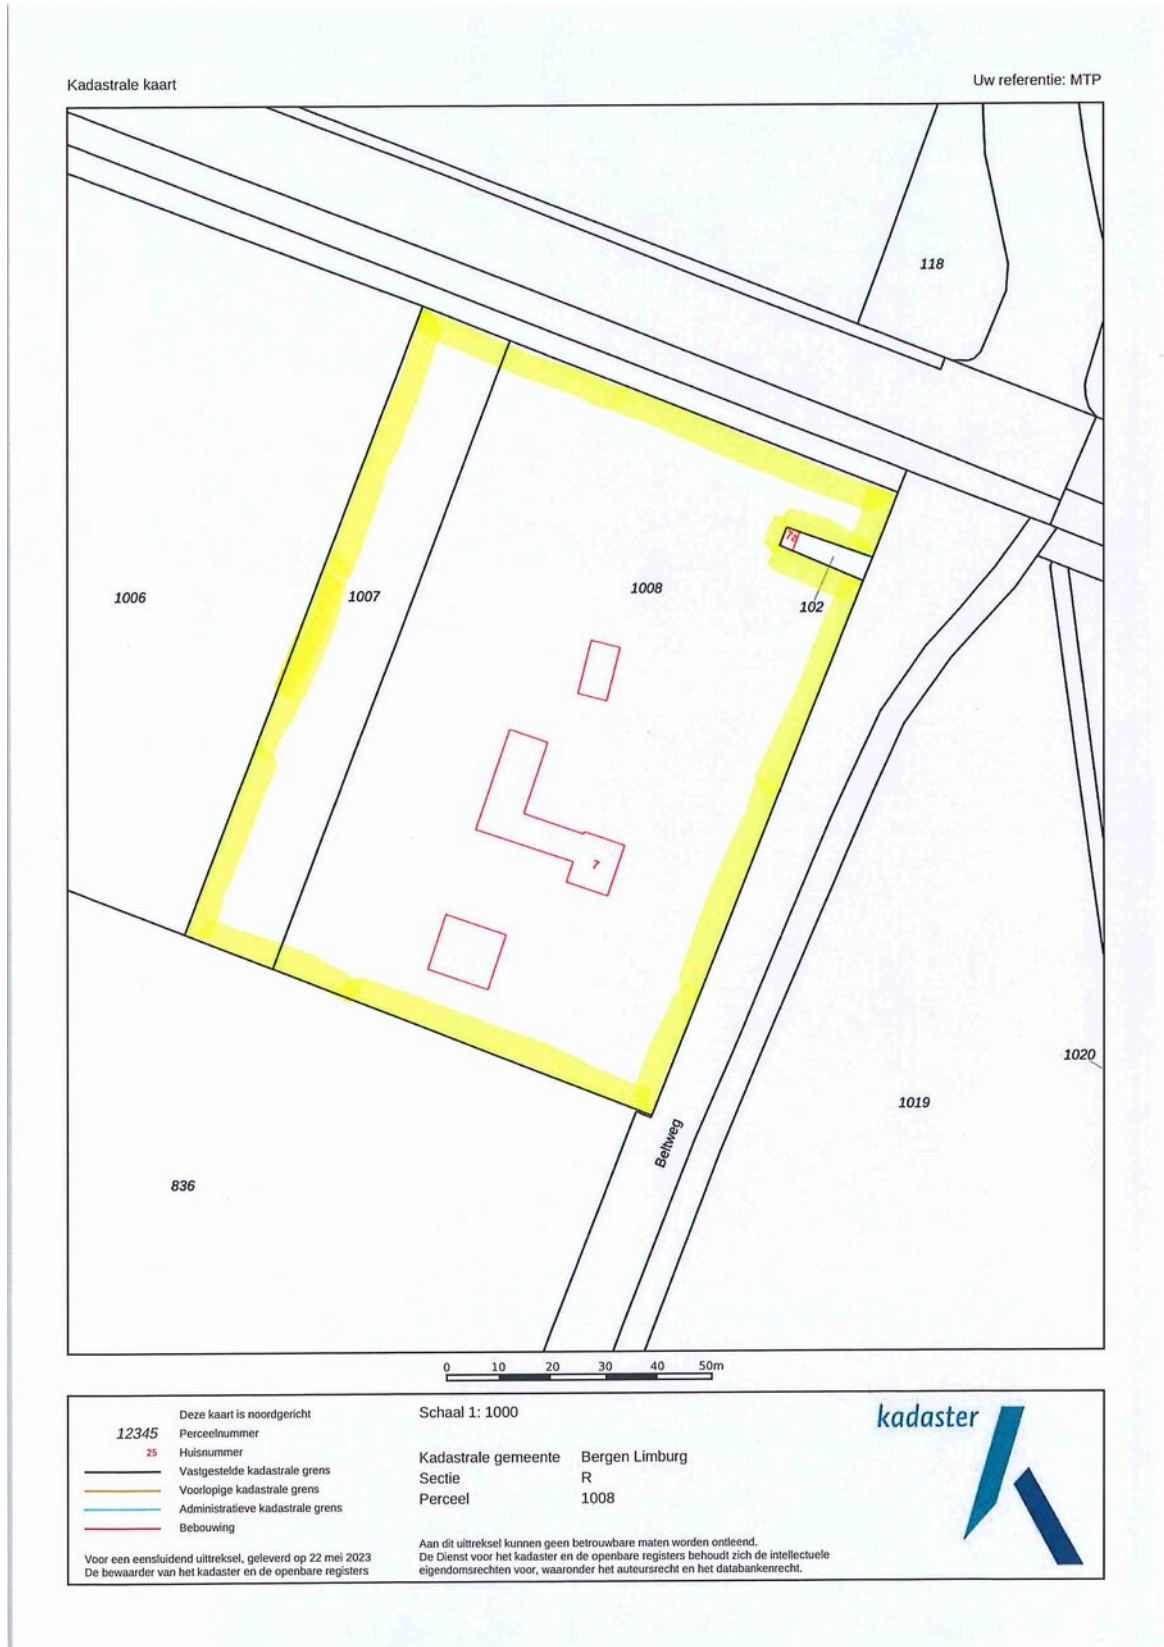 Kadastrale kaart
Uw referentie: MTP
118
1006
1007
1008
7a
102
7
1020
1019
Beltweg
836
0 10 20 30 40 50m
Deze kaart is noordgericht
12345 Perceelnummer
25 Huisnummer
Vastgestelde kadastrale grens
Voorlopige kadastrale grens
Administratieve kadastrale grens
Bebouwing
Voor een eensluidend uittreksel, geleverd op 22 mei 2023
De bewaarder van het kadaster en de openbare registers
Schaal 1: 1000
Kadastrale gemeente Bergen Limburg
Sectie R
Perceel 1008
Aan dit uittreksel kunnen geen betrouwbare maten worden ontleend.
De Dienst voor het kadaster en de openbare registers behoudt zich de intellectuele
eigendomsrechten voor, waaronder het auteursrecht en het databankenrecht.
kadaster